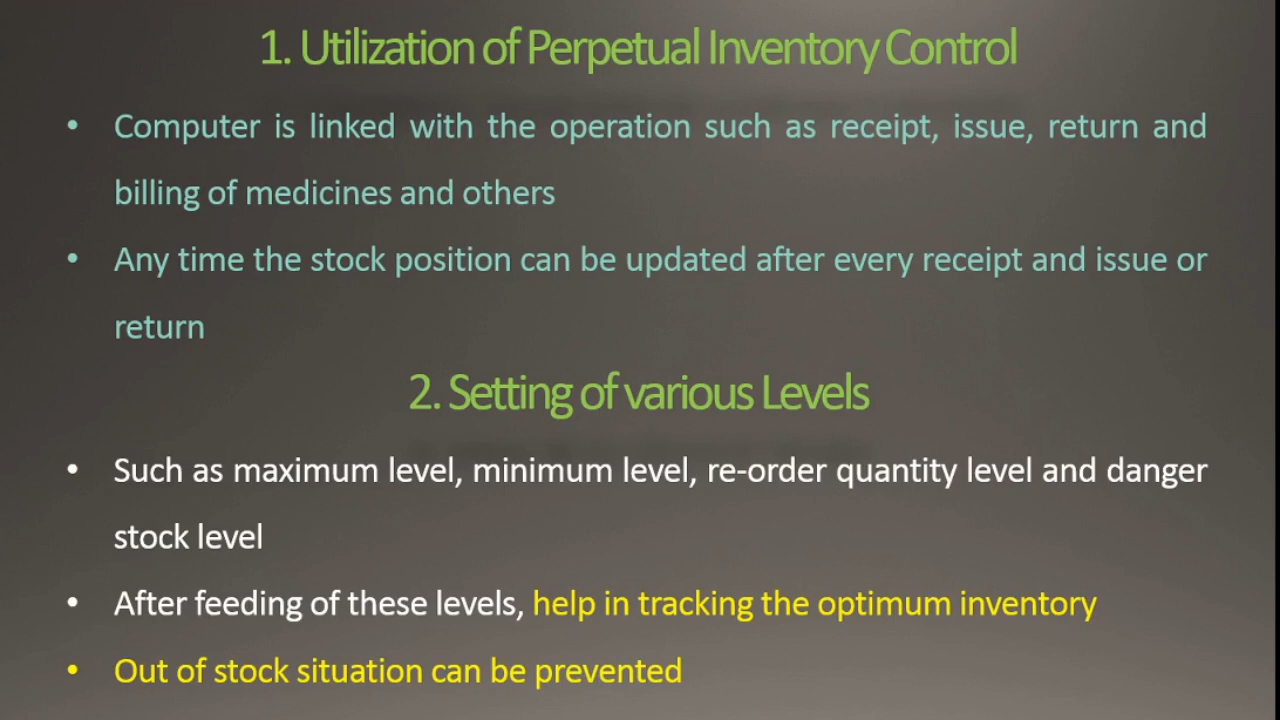 1. Utilization of Perpetual Inventory Control
• Computer is linked with the operation such as receipt, issue, return and
billing of medicines and others
• Any time the stock position can be updated after every receipt and issue or
return
2. Setting of various Levels
• Such as maximum level, minimum level, re-order quantity level and danger
stock level
• After feeding of these levels, help in tracking the optimum inventory
• Out of stock situation can be prevented